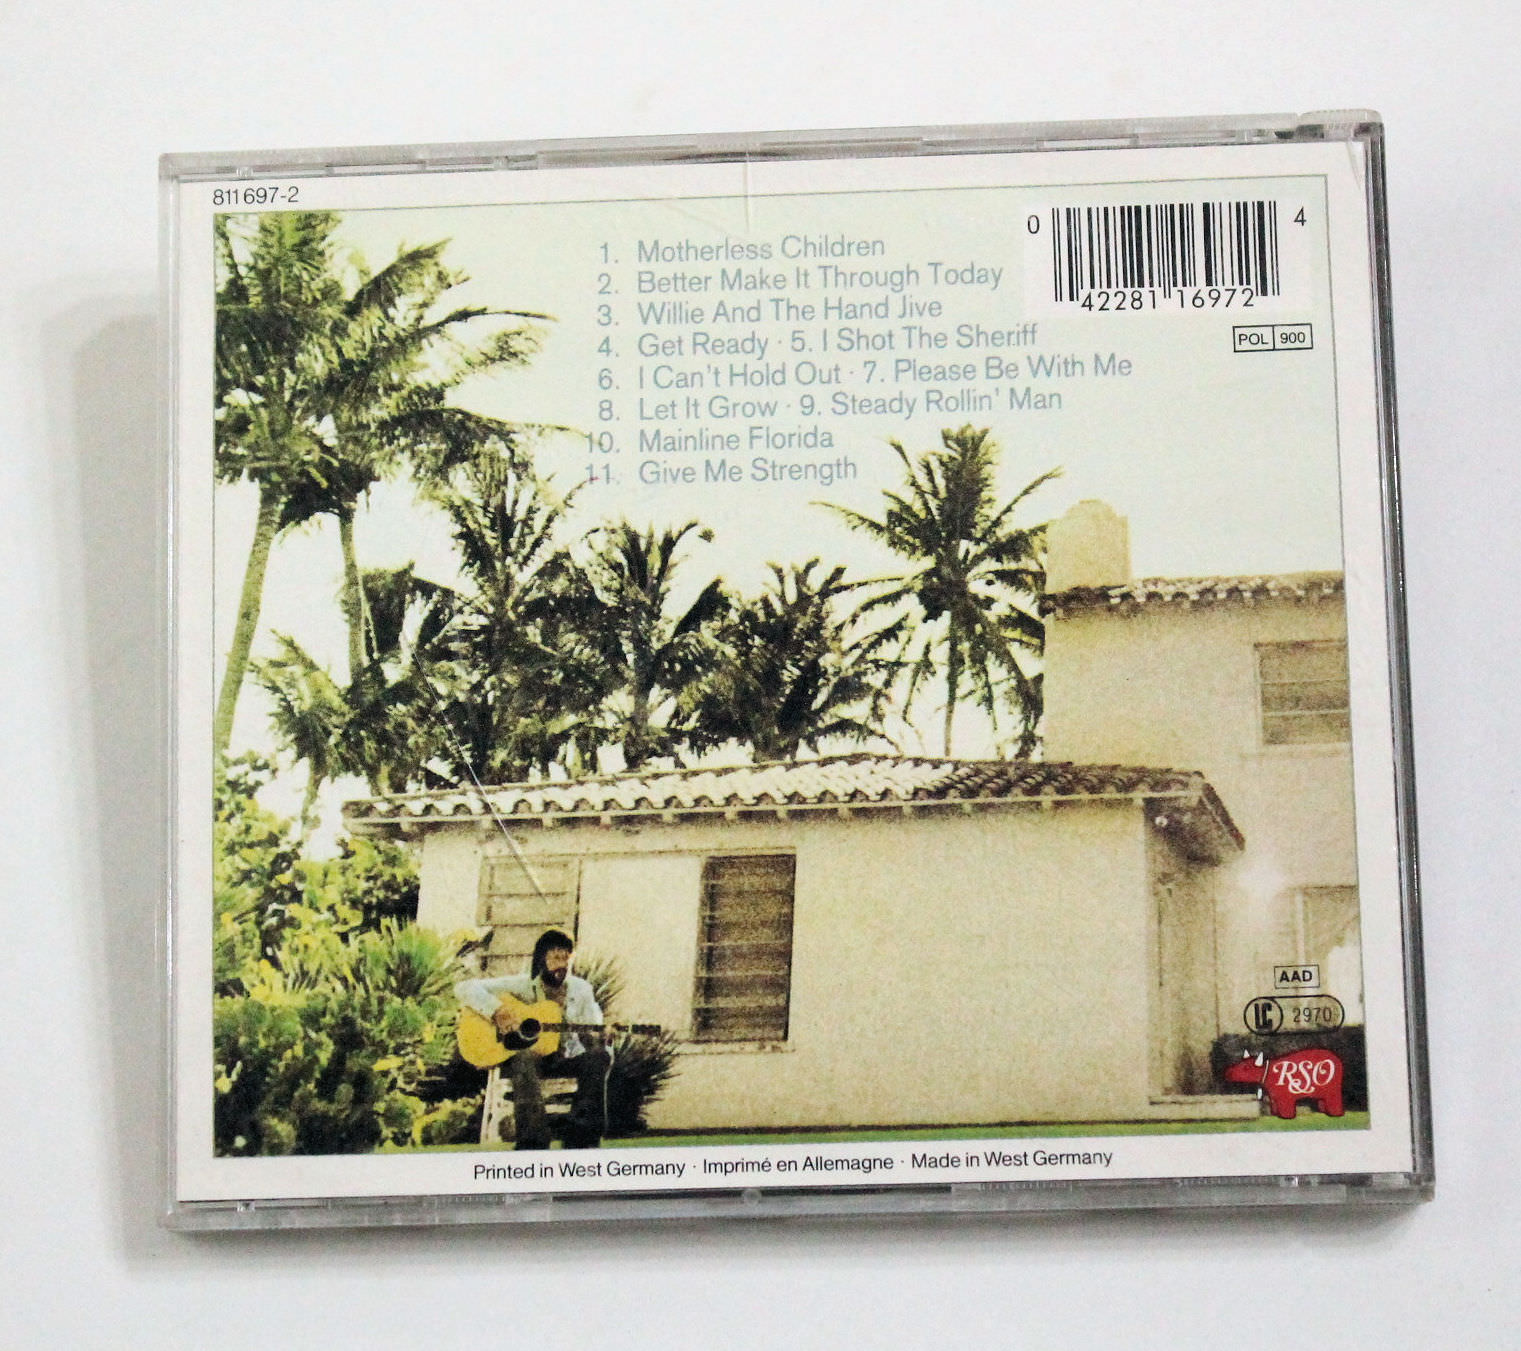 811 697-2
1. Motherless Children
2. Better Make It Through Today
3. Willie And The Hand Jive
4. Get Ready · 5. I Shot The Sheriff
6. I Can't Hold Out · 7. Please Be With Me
8. Let It Grow · 9. Steady Rollin' Man
10. Mainline Florida
11. Give Me Strength
0 42281 16972 4
POL 900
AAD
LC 2970
RSO
Printed in West Germany · Imprimé en Allemagne · Made in West Germany